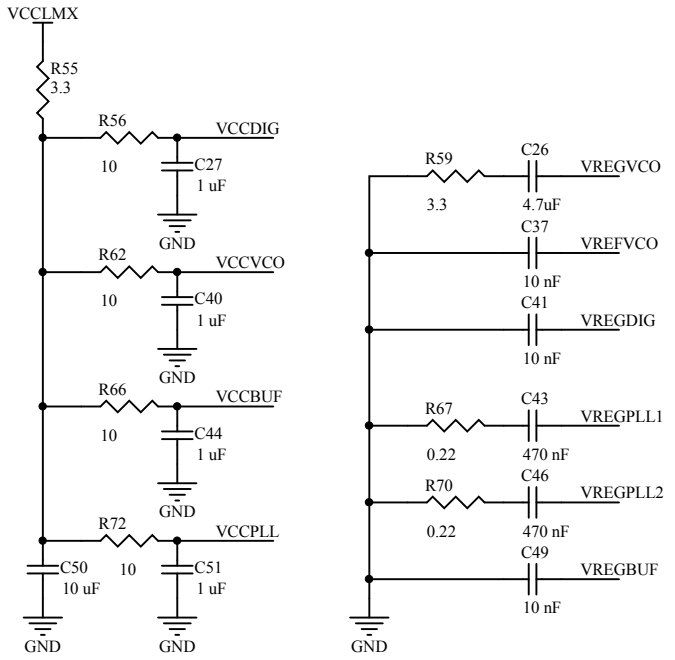 VCCLMX
R55
3.3
R56
VCCDIG
10
C27
1 uF
GND
R62
VCCVCO
10
C40
1 uF
GND
R66
VCCBUF
10
C44
1 uF
GND
R72
VCCPLL
C50
10 uF
10
C51
1 uF
GND
GND
R59
C26
VREGVCO
3.3
4.7uF
C37
VREFVCO
10 nF
C41
VREGDIG
10 nF
R67
C43
VREGPLL1
0.22
470 nF
R70
C46
VREGPLL2
0.22
470 nF
C49
VREGBUF
10 nF
GND